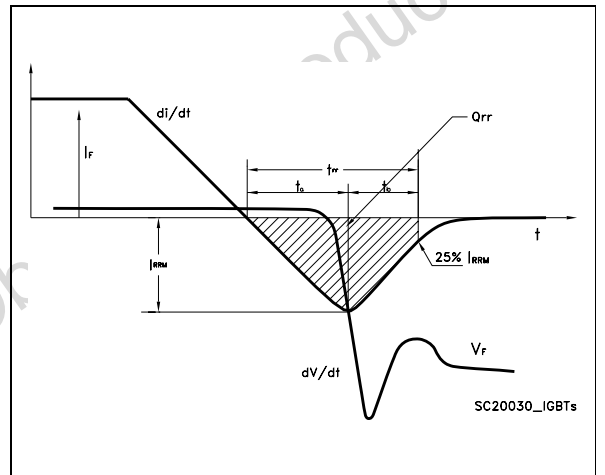 di/dt
Qrr
IF
trr
ta
tb
t
IRRM
25% IRRM
dV/dt
VF
SC20030_IGBTs